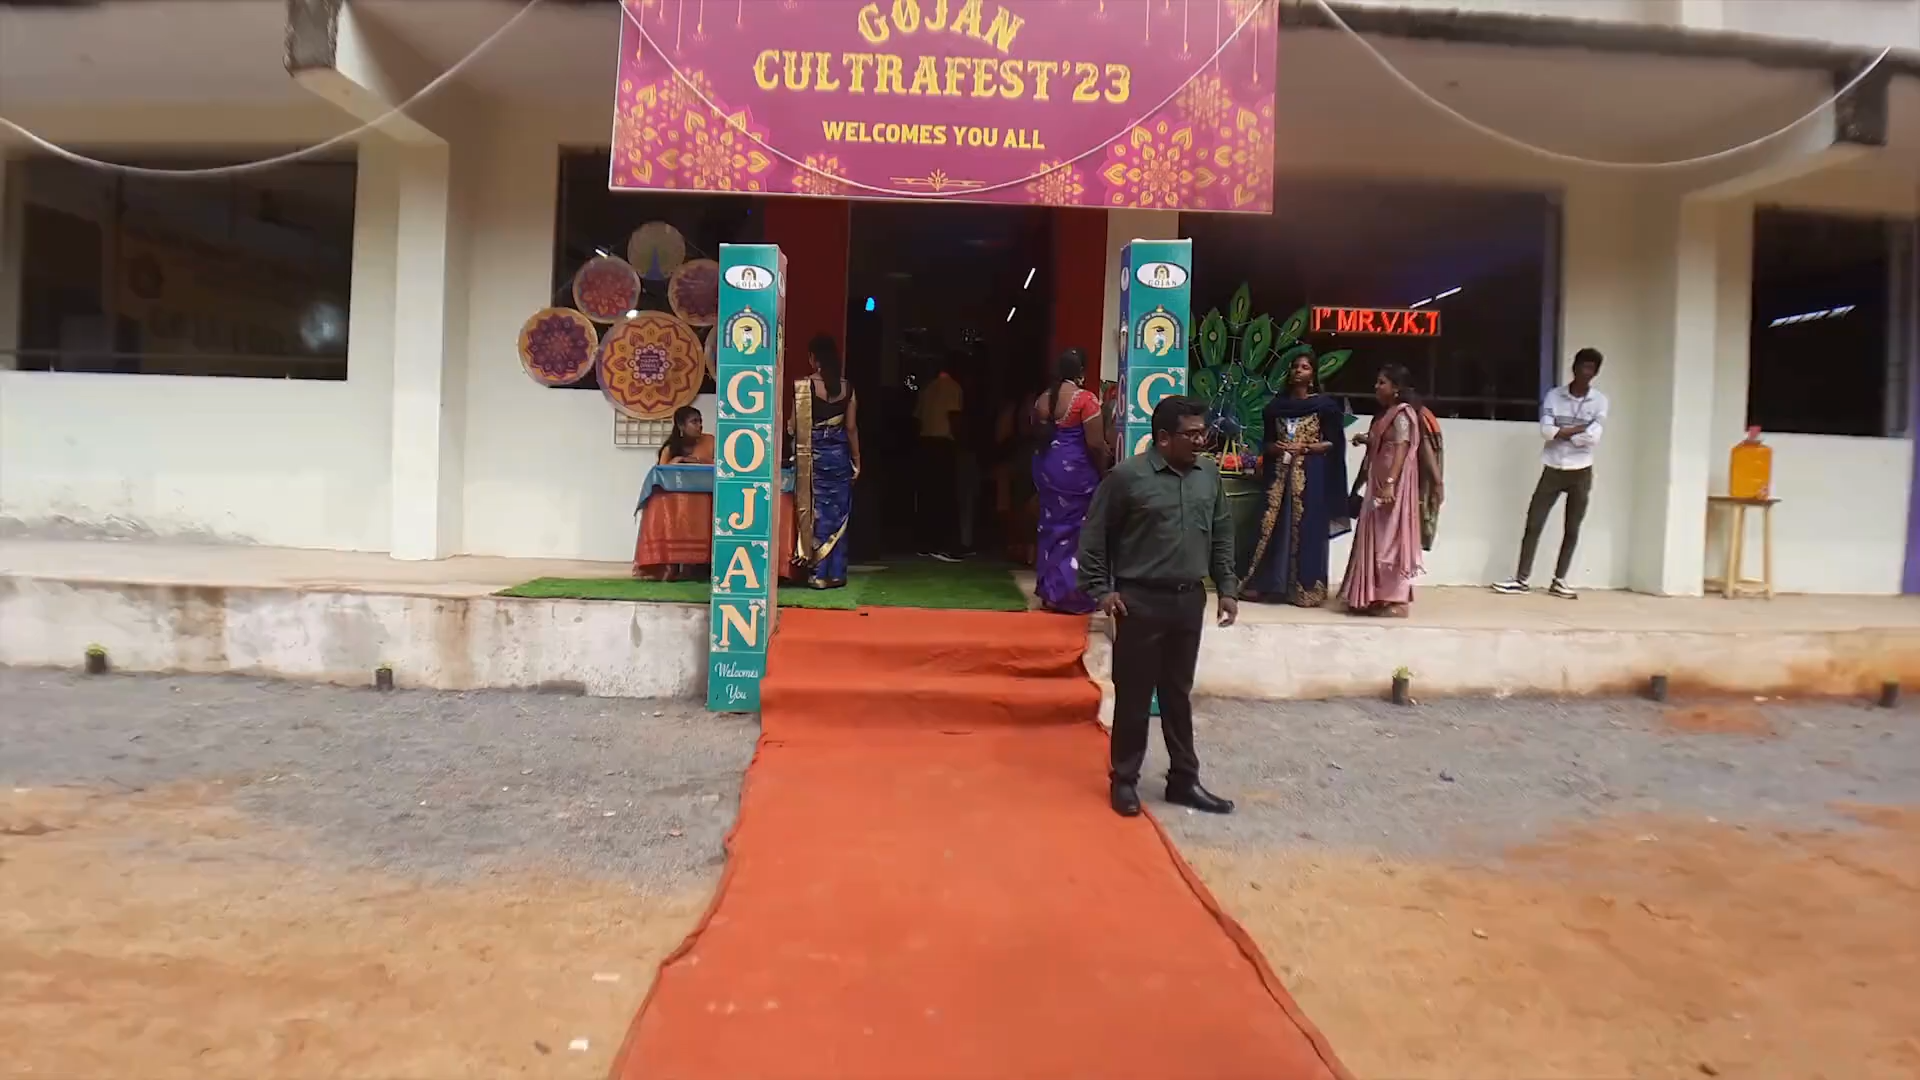 GOJAN
CULTRAFEST'23
WELCOMES YOU ALL
GOJAN
GOJAN
Welcomes
You
GOJAN
G
1" MR.V.K.T